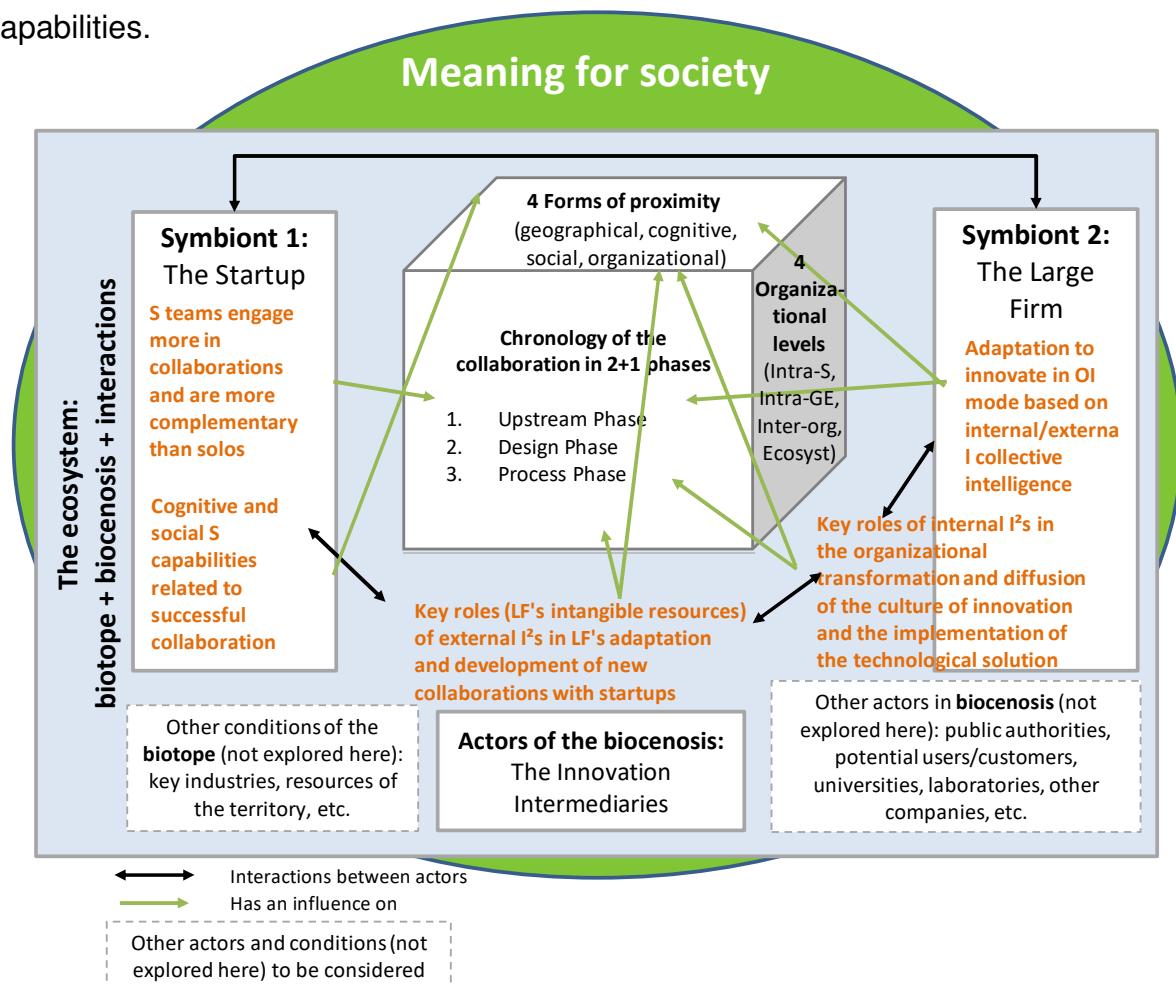 apabilities.
Meaning for society
The ecosystem:
biotope + biocenosis + interactions
Symbiont 1:
The Startup
S teams engage
more in
collaborations
and are more
complementary
than solos
Cognitive and
social S
capabilities
related to
successful
collaboration
4 Forms of proximity
(geographical, cognitive,
social, organizational)
Chronology of the
collaboration in 2+1 phases
1. Upstream Phase
2. Design Phase
3. Process Phase
4
Organiza-
tional
levels
(Intra-S,
Intra-GE,
Inter-org,
Ecosyst)
Symbiont 2:
The Large
Firm
Adaptation to
innovate in OI
mode based on
internal/externa
l collective
intelligence
Key roles of internal I²s in
the organizational
transformation and diffusion
of the culture of innovation
and the implementation of
the technological solution
Key roles (LF's intangible resources)
of external I²s in LF's adaptation
and development of new
collaborations with startups
Other conditions of the
biotope (not explored here):
key industries, resources of
the territory, etc.
Actors of the biocenosis:
The Innovation
Intermediaries
Other actors in biocenosis (not
explored here): public authorities,
potential users/customers,
universities, laboratories, other
companies, etc.
Interactions between actors
Has an influence on
Other actors and conditions (not
explored here) to be considered